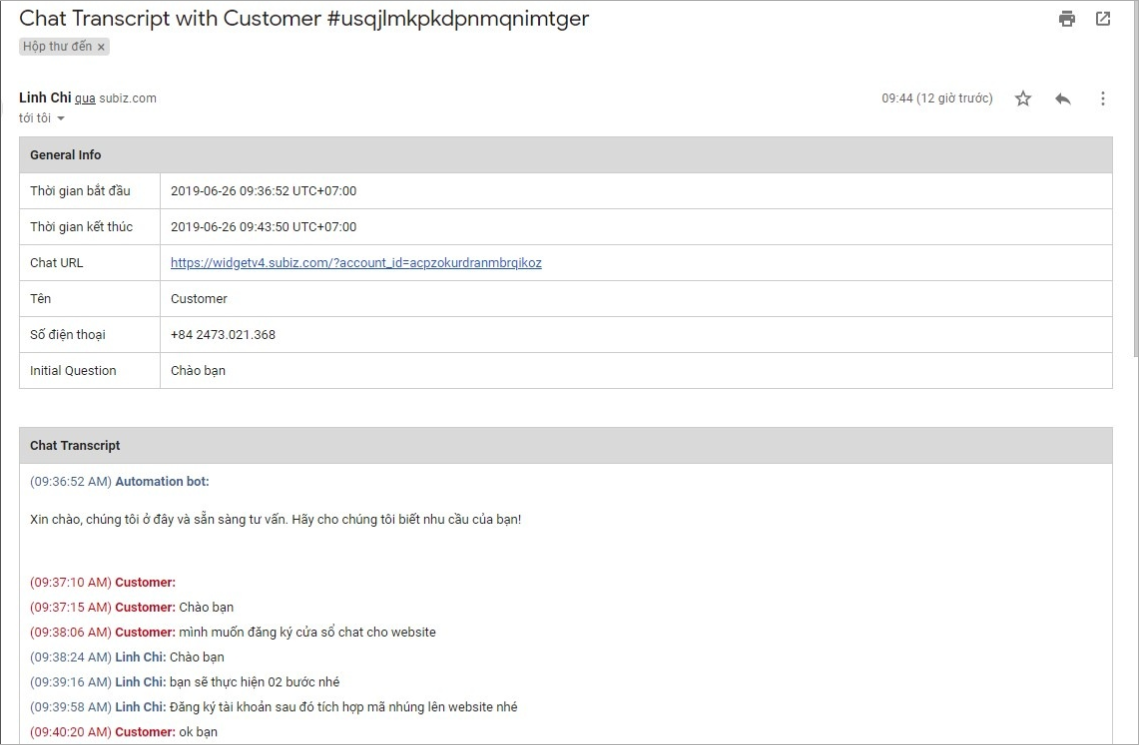 Chat Transcript with Customer #usqjlmkpkdpnmqnimtger
Hộp thư đến ×
Linh Chi qua subiz.com
09:44 (12 giờ trước)
tới tôi
General Info
Thời gian bắt đầu 2019-06-26 09:36:52 UTC+07:00
Thời gian kết thúc 2019-06-26 09:43:50 UTC+07:00
Chat URL https://widgetv4.subiz.com/?account_id=acpzokurdranmbrqikoz
Tên Customer
Số điện thoại +84 2473.021.368
Initial Question Chào bạn
Chat Transcript
(09:36:52 AM) Automation bot:
Xin chào, chúng tôi ở đây và sẵn sàng tư vấn. Hãy cho chúng tôi biết nhu cầu của bạn!
(09:37:10 AM) Customer:
(09:37:15 AM) Customer: Chào bạn
(09:38:06 AM) Customer: mình muốn đăng ký cửa sổ chat cho website
(09:38:24 AM) Linh Chi: Chào bạn
(09:39:16 AM) Linh Chi: bạn sẽ thực hiện 02 bước nhé
(09:39:58 AM) Linh Chi: Đăng ký tài khoản sau đó tích hợp mã nhúng lên website nhé
(09:40:20 AM) Customer: ok bạn